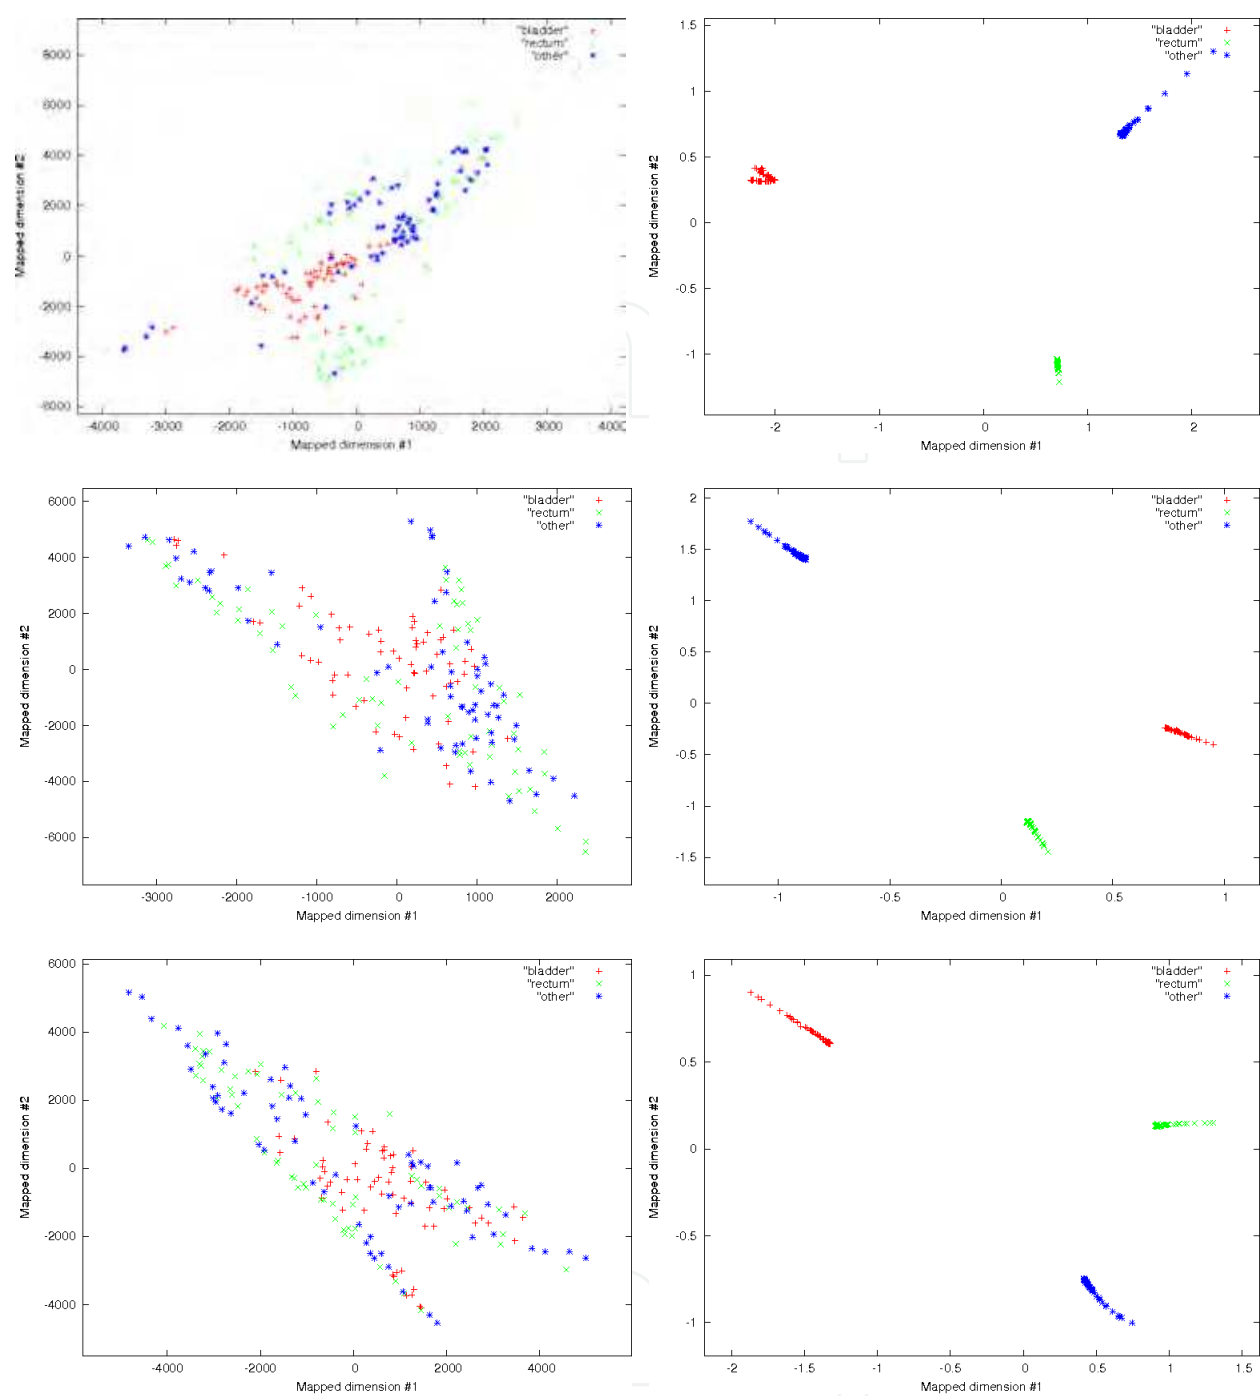 "bladder"
"rectum"
"other"
8000
6000
4000
2000
0
-2000
-4000
-6000
-4000 -3000 -2000 -1000 0 1000 2000 3000 4000
Mapped dimension #1
Mapped dimension #2
"bladder"
"rectum"
"other"
1.5
1
0.5
0
-0.5
-1
-2 -1 0 1 2
Mapped dimension #1
Mapped dimension #2
"bladder"
"rectum"
"other"
6000
4000
2000
0
-2000
-4000
-6000
-3000 -2000 -1000 0 1000 2000
Mapped dimension #1
Mapped dimension #2
"bladder"
"rectum"
"other"
2
1.5
1
0.5
0
-0.5
-1
-1.5
-1 -0.5 0 0.5 1
Mapped dimension #1
Mapped dimension #2
"bladder"
"rectum"
"other"
6000
4000
2000
0
-2000
-4000
-4000 -2000 0 2000 4000
Mapped dimension #1
Mapped dimension #2
"bladder"
"rectum"
"other"
1
0.5
0
-0.5
-1
-2 -1.5 -1 -0.5 0 0.5 1 1.5
Mapped dimension #1
Mapped dimension #2